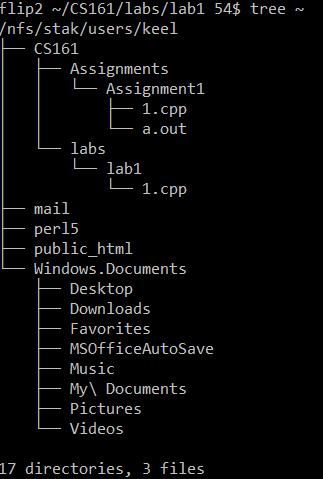 flip2 ~/CS161/labs/lab1 54$ tree ~
/nfs/stak/users/keel
├── CS161
│   ├── Assignments
│   │   └── Assignment1
│   │       ├── 1.cpp
│   │       └── a.out
│   └── labs
│       └── lab1
│           └── 1.cpp
├── mail
├── perl5
├── public_html
└── Windows.Documents
    ├── Desktop
    ├── Downloads
    ├── Favorites
    ├── MSOfficeAutoSave
    ├── Music
    ├── My\ Documents
    ├── Pictures
    └── Videos
17 directories, 3 files